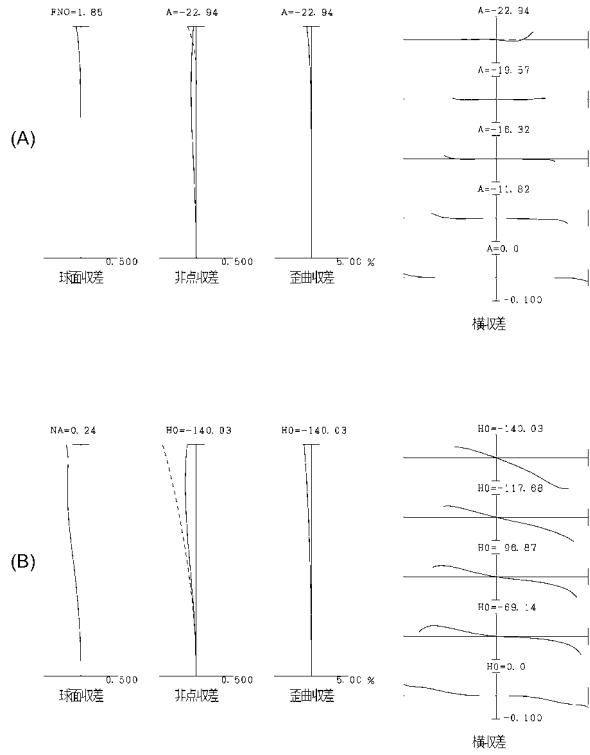 FNO=1.85 A=-22.94 A=-22.94 A=-22.94
A=-19.57
(A)
A=-16.32
A=-11.82
A=0.0
0.500 0.500 5.00 %
球面収差 非点収差 歪曲収差
-0.100
横収差
NA=0.24 H0=-140.03 H0=-140.03 H0=-140.03
H0=-117.68
(B)
H0=-96.87
H0=-69.14
H0=0.0
0.500 0.500 5.00 %
球面収差 非点収差 歪曲収差
-0.100
横収差